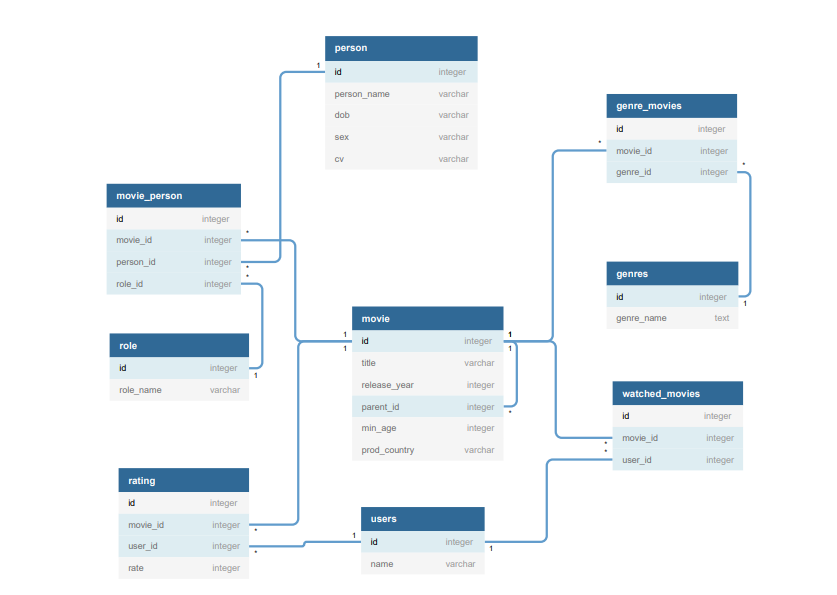 person
1
id integer
person_name varchar
dob varchar
sex varchar
cv varchar
genre_movies
id integer
* movie_id integer
genre_id integer *
movie_person
id integer
movie_id integer *
person_id integer *
role_id integer *
genres
id integer 1
genre_name text
role
id integer 1
role_name varchar
movie
1 id integer 1
1 1
title varchar
release_year integer
parent_id integer *
min_age integer
prod_country varchar
watched_movies
id integer
* movie_id integer
* user_id integer
rating
id integer
movie_id integer *
user_id integer *
rate integer
users
1 id integer 1
name varchar